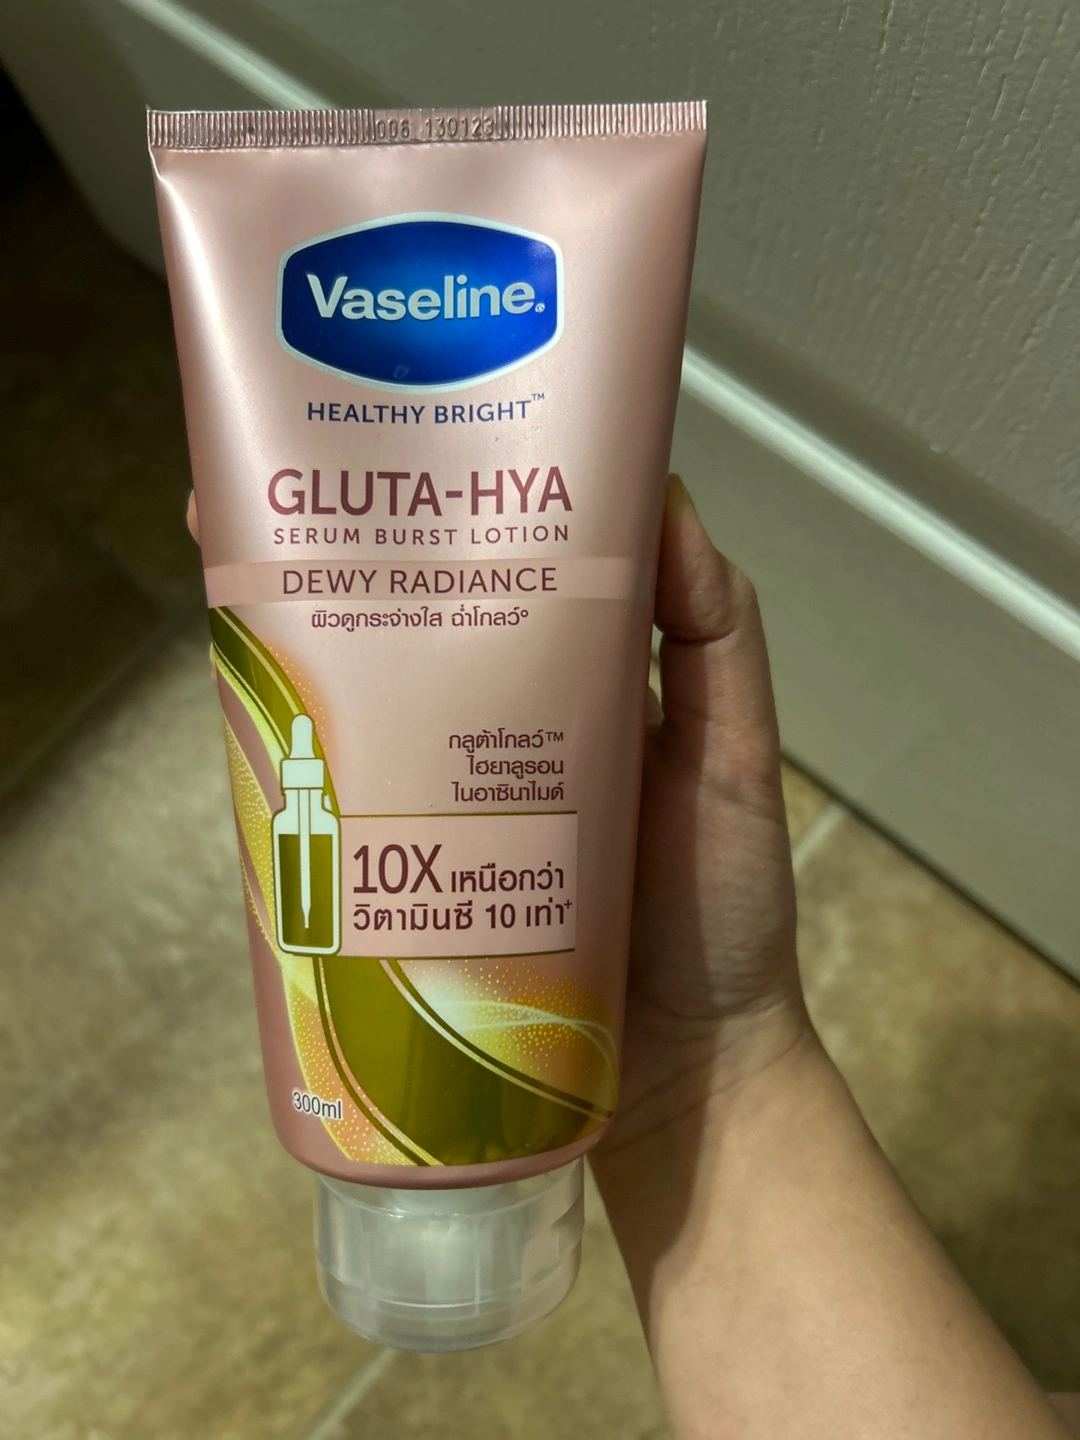 006 130123
Vaseline®
HEALTHY BRIGHT™
GLUTA-HYA
SERUM BURST LOTION
DEWY RADIANCE
ผิวดูกระจ่างใส ฉ่ำโกลว์°
กลูต้าโกลว์™
ไฮยาลูรอน
ไนอาซินาไมด์
10X เหนือกว่า
วิตามินซี 10 เท่า⁺
300ml